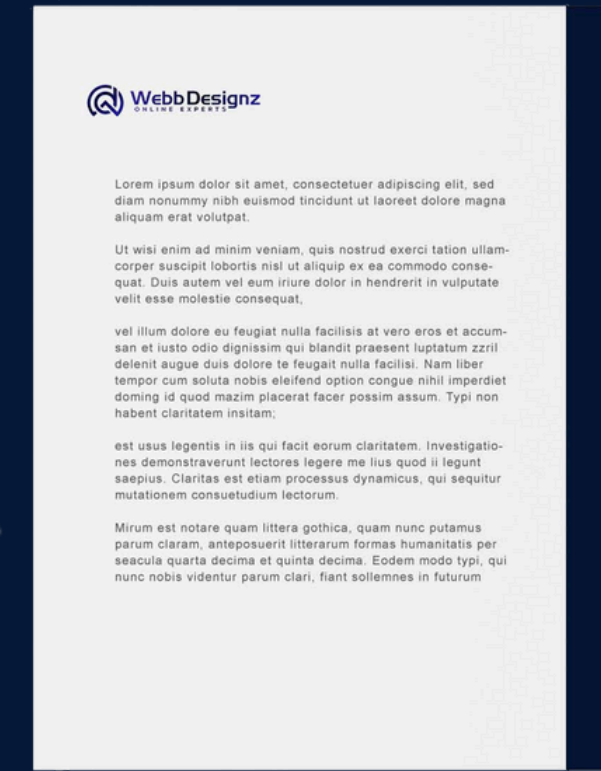 WebbDesignz
ONLINE EXPERTS
Lorem ipsum dolor sit amet, consectetuer adipiscing elit, sed
diam nonummy nibh euismod tincidunt ut laoreet dolore magna
aliquam erat volutpat.
Ut wisi enim ad minim veniam, quis nostrud exerci tation ullam-
corper suscipit lobortis nisl ut aliquip ex ea commodo conse-
quat. Duis autem vel eum iriure dolor in hendrerit in vulputate
velit esse molestie consequat,
vel illum dolore eu feugiat nulla facilisis at vero eros et accum-
san et iusto odio dignissim qui blandit praesent luptatum zzril
delenit augue duis dolore te feugait nulla facilisi. Nam liber
tempor cum soluta nobis eleifend option congue nihil imperdiet
doming id quod mazim placerat facer possim assum. Typi non
habent claritatem insitam;
est usus legentis in iis qui facit eorum claritatem. Investigatio-
nes demonstraverunt lectores legere me lius quod ii legunt
saepius. Claritas est etiam processus dynamicus, qui sequitur
mutationem consuetudium lectorum.
Mirum est notare quam littera gothica, quam nunc putamus
parum claram, anteposuerit litterarum formas humanitatis per
seacula quarta decima et quinta decima. Eodem modo typi, qui
nunc nobis videntur parum clari, fiant sollemnes in futurum